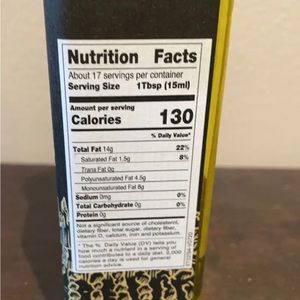 Nutrition Facts
About 17 servings per container
Serving Size 1Tbsp (15ml)
Amount per serving
Calories 130
% Daily Value*
Total Fat 14g 22%
Saturated Fat 1.5g 8%
Trans Fat 0g
Polyunsaturated Fat 4.5g
Monounsaturated Fat 8g
Sodium 0mg 0%
Total Carbohydrate 0g 0%
Protein 0g
Not a significant source of cholesterol,
dietary fiber, total sugar, dietary fiber,
vitamin D, calcium, iron and potassium.
* The % Daily Value (DV) tells you
how much a nutrient in a serving of
food contributes to a daily diet. 2,000
calories a day is used for general
nutrition advice.